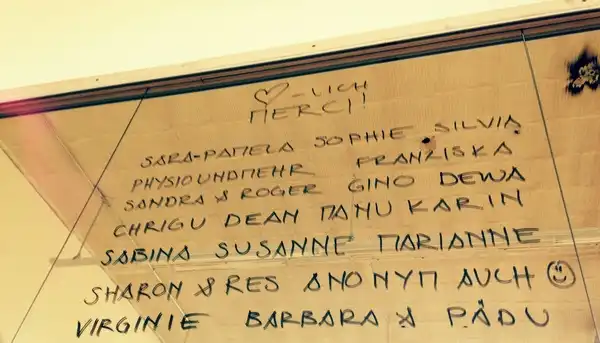 ♡-LICH
MERCI!
SARA-PAMELA SOPHIE SILVIA
PHYSIOUNDMEHR FRANZISKA
SANDRA & ROGER GINO DEWA
CHRIGU DEAN MANU KARIN
SABINA SUSANNE MARIANNE
SHARON & RES ANONYM AUCH ☺
VIRGINIE BARBARA & PÄDU